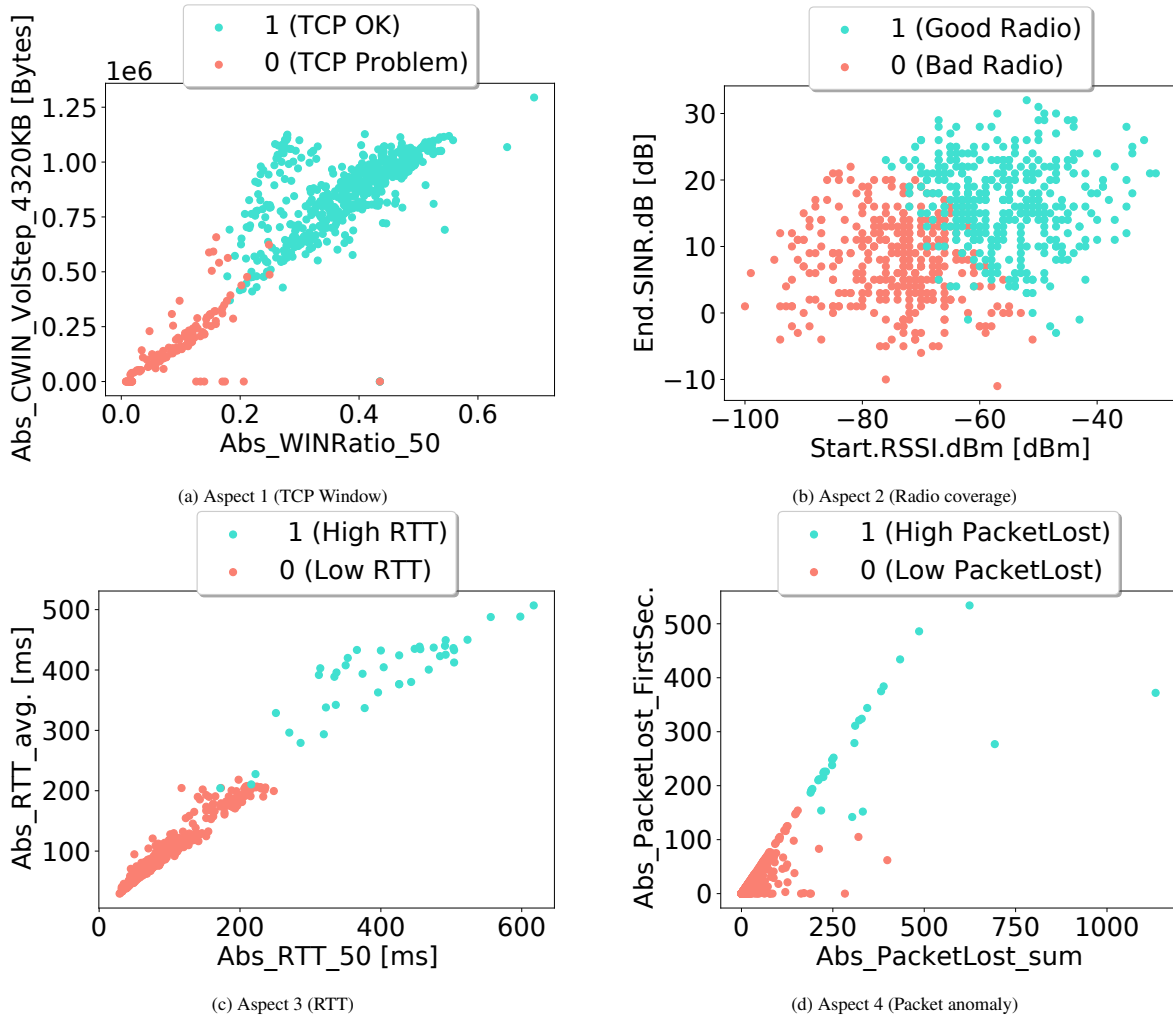 1 (TCP OK)
0 (TCP Problem)
1e6
Abs_CWIN_VolStep_4320KB [Bytes]
1.25
1.00
0.75
0.50
0.25
0.00
0.0 0.2 0.4 0.6
Abs_WINRatio_50
(a) Aspect 1 (TCP Window)
1 (Good Radio)
0 (Bad Radio)
End.SINR.dB [dB]
30
20
10
0
−10
−100 −80 −60 −40
Start.RSSI.dBm [dBm]
(b) Aspect 2 (Radio coverage)
1 (High RTT)
0 (Low RTT)
Abs_RTT_avg. [ms]
500
400
300
200
100
0 200 400 600
Abs_RTT_50 [ms]
(c) Aspect 3 (RTT)
1 (High PacketLost)
0 (Low PacketLost)
Abs_PacketLost_FirstSec.
500
400
300
200
100
0
0 250 500 750 1000
Abs_PacketLost_sum
(d) Aspect 4 (Packet anomaly)